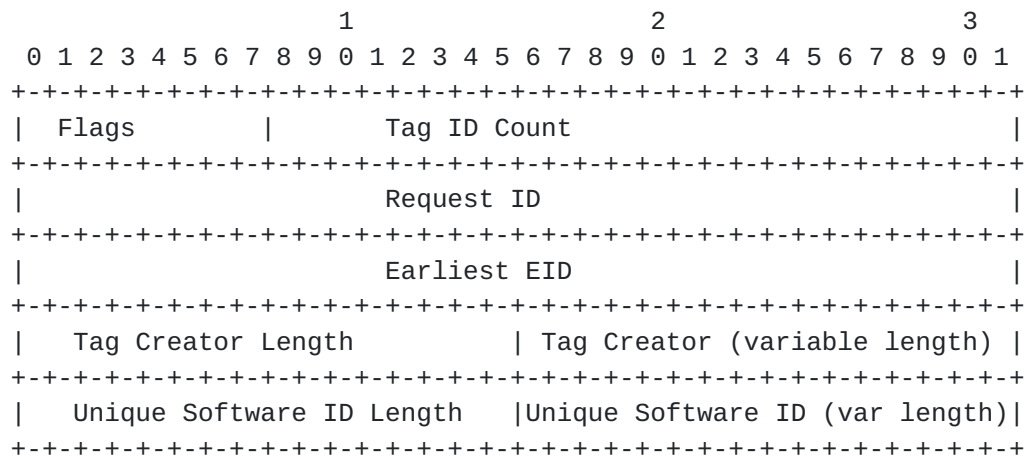 1                   2                   3
 0 1 2 3 4 5 6 7 8 9 0 1 2 3 4 5 6 7 8 9 0 1 2 3 4 5 6 7 8 9 0 1
+-+-+-+-+-+-+-+-+-+-+-+-+-+-+-+-+-+-+-+-+-+-+-+-+-+-+-+-+-+-+-+-+
|  Flags        |       Tag ID Count                            |
+-+-+-+-+-+-+-+-+-+-+-+-+-+-+-+-+-+-+-+-+-+-+-+-+-+-+-+-+-+-+-+-+
|                       Request ID                              |
+-+-+-+-+-+-+-+-+-+-+-+-+-+-+-+-+-+-+-+-+-+-+-+-+-+-+-+-+-+-+-+-+
|                       Earliest EID                            |
+-+-+-+-+-+-+-+-+-+-+-+-+-+-+-+-+-+-+-+-+-+-+-+-+-+-+-+-+-+-+-+-+
|   Tag Creator Length          | Tag Creator (variable length) |
+-+-+-+-+-+-+-+-+-+-+-+-+-+-+-+-+-+-+-+-+-+-+-+-+-+-+-+-+-+-+-+-+
|   Unique Software ID Length   |Unique Software ID (var length)|
+-+-+-+-+-+-+-+-+-+-+-+-+-+-+-+-+-+-+-+-+-+-+-+-+-+-+-+-+-+-+-+-+